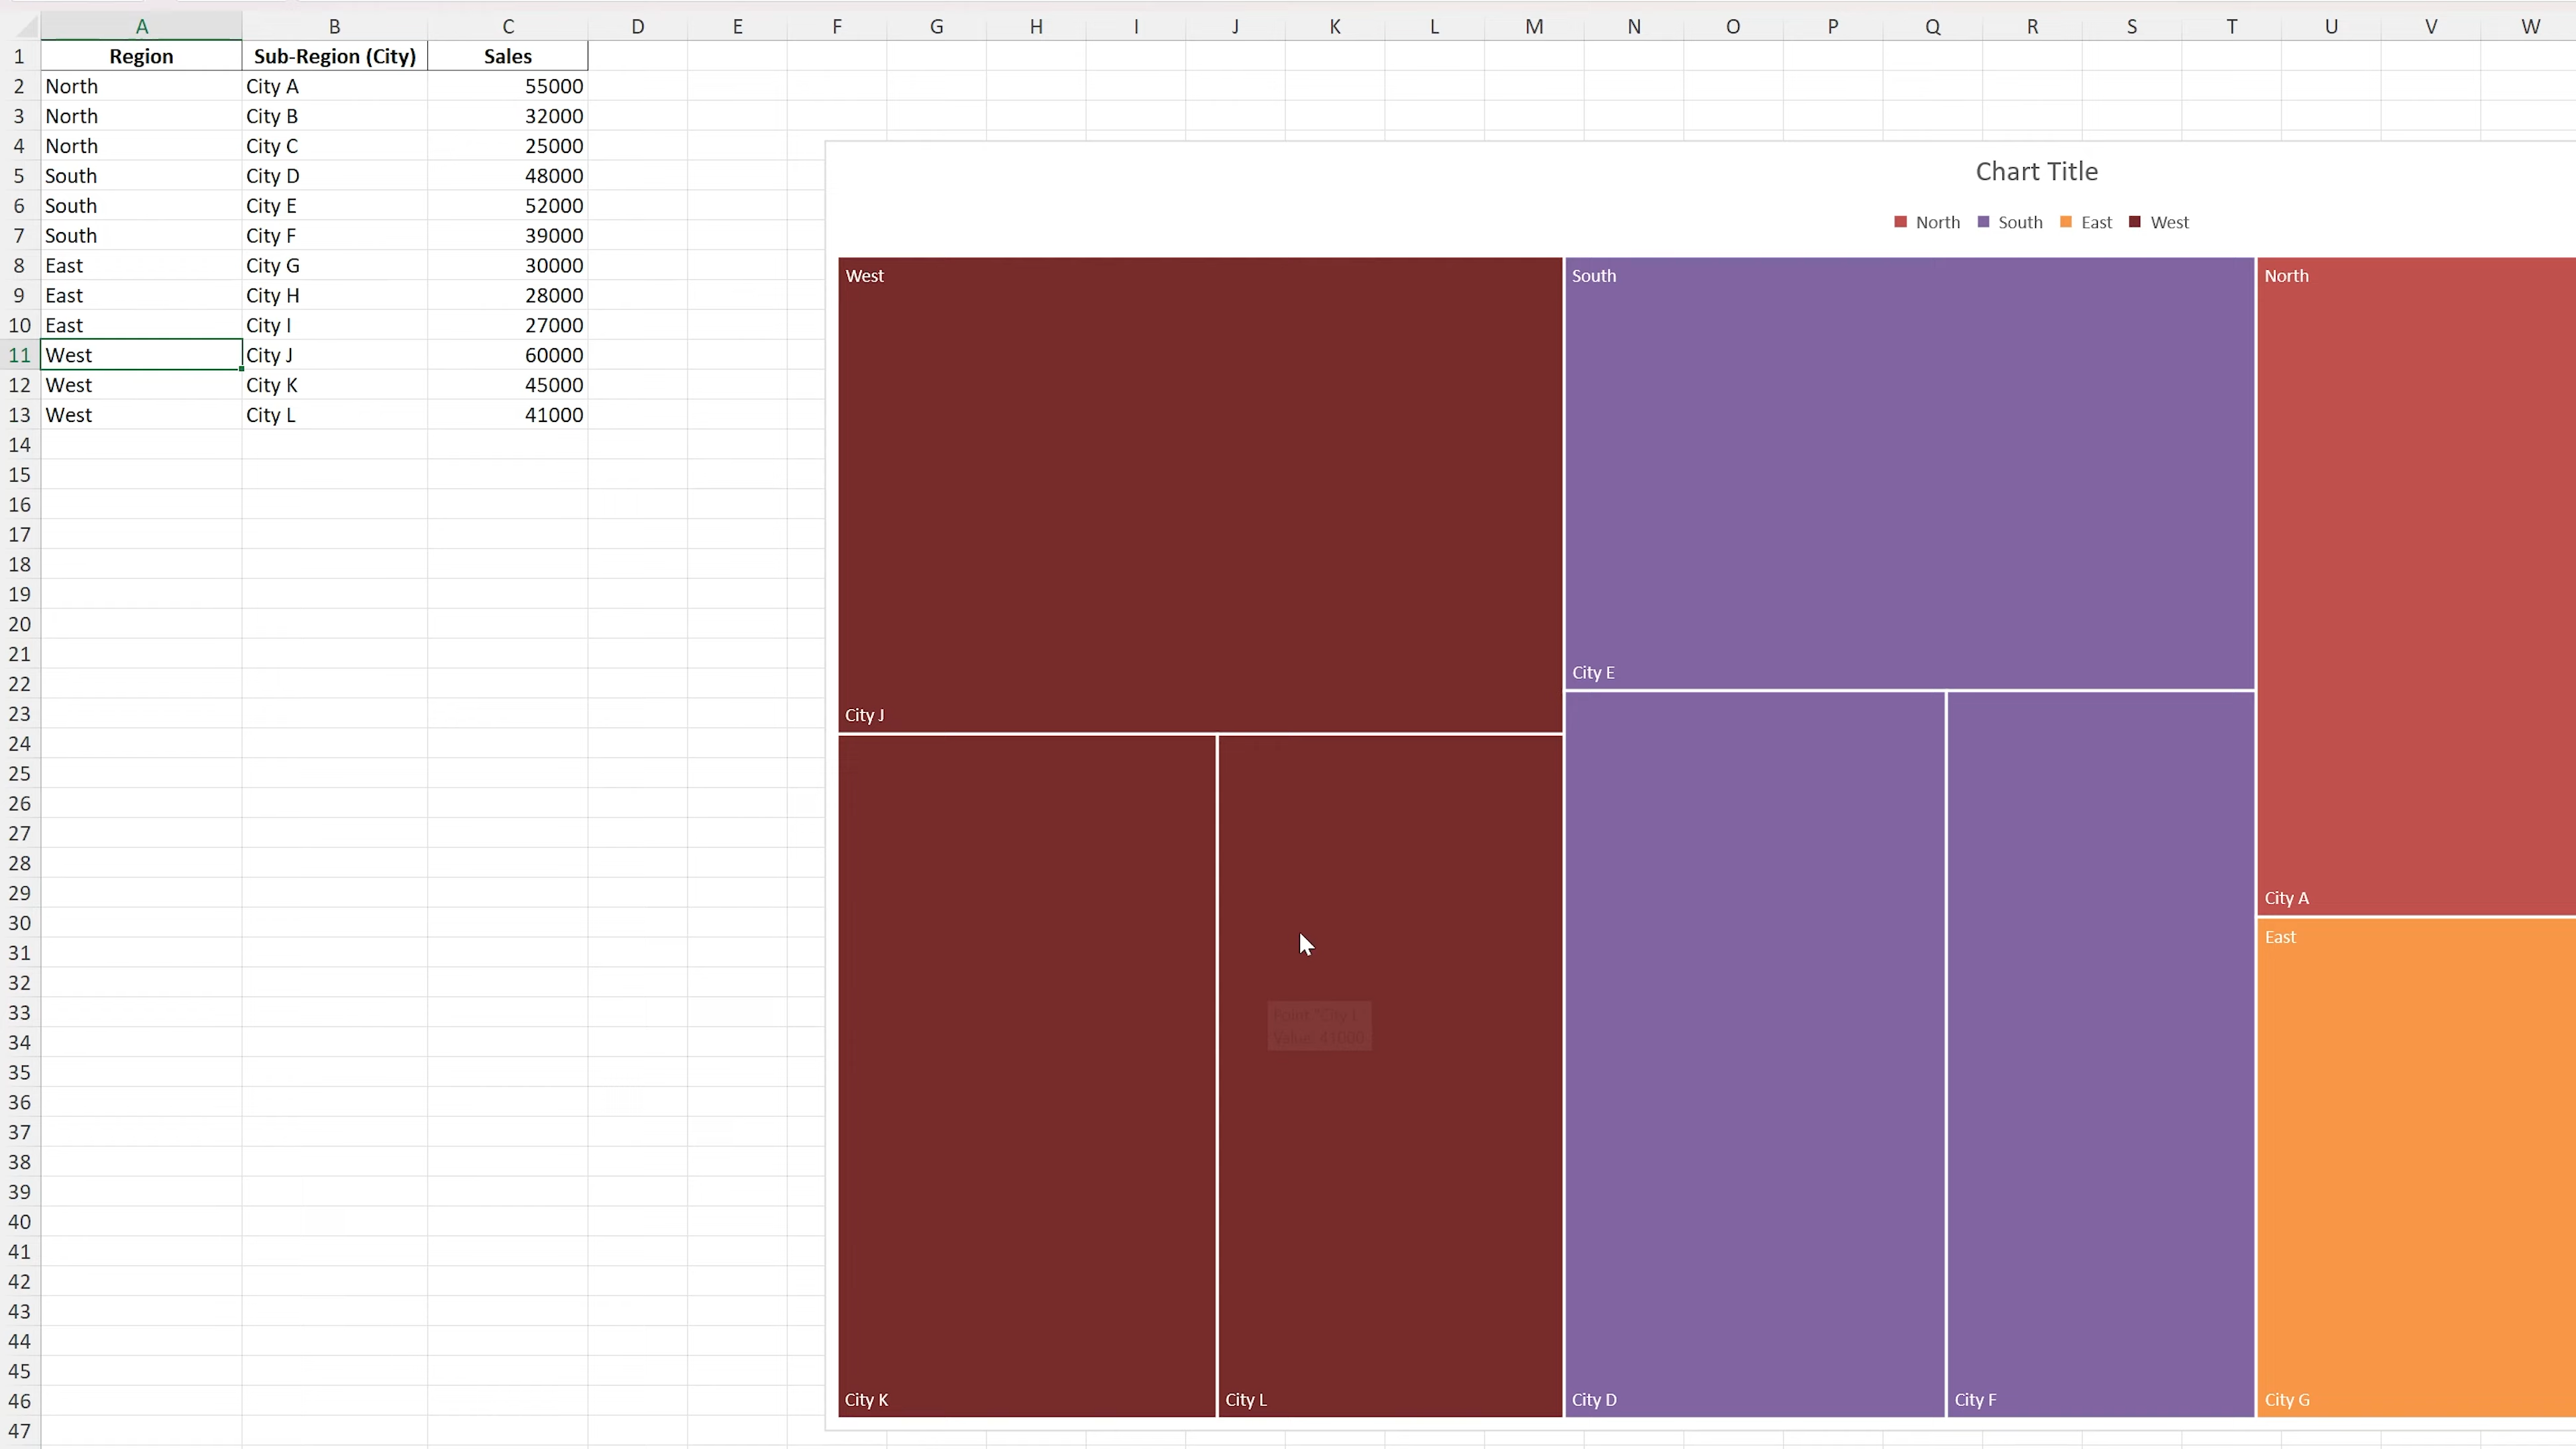 A B C D E F G H I J K L M N O P Q R S T U V W
1 Region Sub-Region (City) Sales
2 North City A 55000
3 North City B 32000
4 North City C 25000
5 South City D 48000
6 South City E 52000
7 South City F 39000
8 East City G 30000
9 East City H 28000
10 East City I 27000
11 West City J 60000
12 West City K 45000
13 West City L 41000
14
15
16
17
18
19
20
21
22
23
24
25
26
27
28
29
30
31
32
33
34
35
36
37
38
39
40
41
42
43
44
45
46
47
Chart Title
North South East West
West
City J
City K
City L
South
City E
City D
City F
North
City A
East
City G
Value: 41000